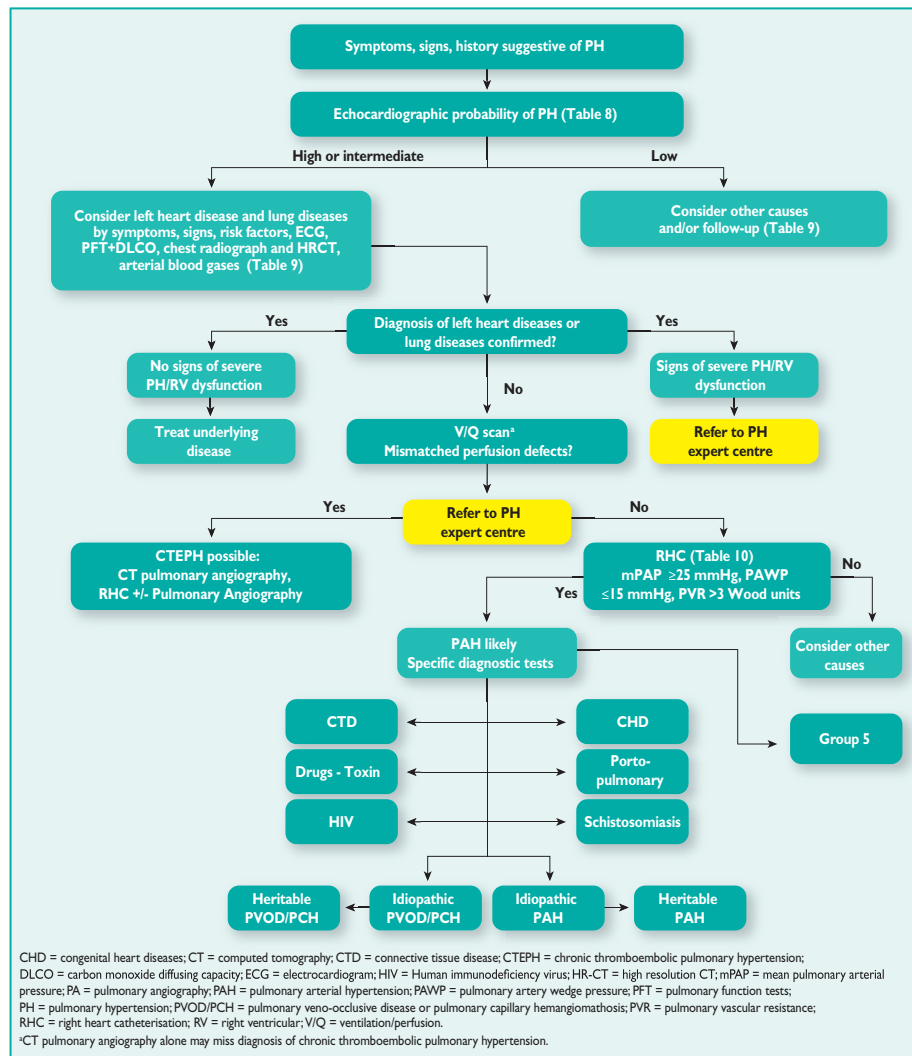 Symptoms, signs, history suggestive of PH
Echocardiographic probability of PH (Table 8)
High or intermediate
Low
Consider left heart disease and lung diseases
by symptoms, signs, risk factors, ECG,
PFT+DLCO, chest radiograph and HRCT,
arterial blood gases (Table 9)
Consider other causes
and/or follow-up (Table 9)
Yes
Diagnosis of left heart diseases or
lung diseases confirmed?
Yes
No signs of severe
PH/RV dysfunction
No
Signs of severe PH/RV
dysfunction
Treat underlying
disease
V/Q scanᵃ
Mismatched perfusion defects?
Refer to PH
expert centre
Yes
Refer to PH
expert centre
No
CTEPH possible:
CT pulmonary angiography,
RHC +/- Pulmonary Angiography
RHC (Table 10)
mPAP ≥25 mmHg, PAWP
≤15 mmHg, PVR >3 Wood units
Yes
No
PAH likely
Specific diagnostic tests
Consider other
causes
CTD
CHD
Group 5
Drugs - Toxin
Porto-
pulmonary
HIV
Schistosomiasis
Heritable
PVOD/PCH
Idiopathic
PVOD/PCH
Idiopathic
PAH
Heritable
PAH
CHD = congenital heart diseases; CT = computed tomography; CTD = connective tissue disease; CTEPH = chronic thromboembolic pulmonary hypertension;
DLCO = carbon monoxide diffusing capacity; ECG = electrocardiogram; HIV = Human immunodeficiency virus; HR-CT = high resolution CT; mPAP = mean pulmonary arterial
pressure; PA = pulmonary angiography; PAH = pulmonary arterial hypertension; PAWP = pulmonary artery wedge pressure; PFT = pulmonary function tests;
PH = pulmonary hypertension; PVOD/PCH = pulmonary veno-occlusive disease or pulmonary capillary hemangiomathosis; PVR = pulmonary vascular resistance;
RHC = right heart catheterisation; RV = right ventricular; V/Q = ventilation/perfusion.
ᵃCT pulmonary angiography alone may miss diagnosis of chronic thromboembolic pulmonary hypertension.